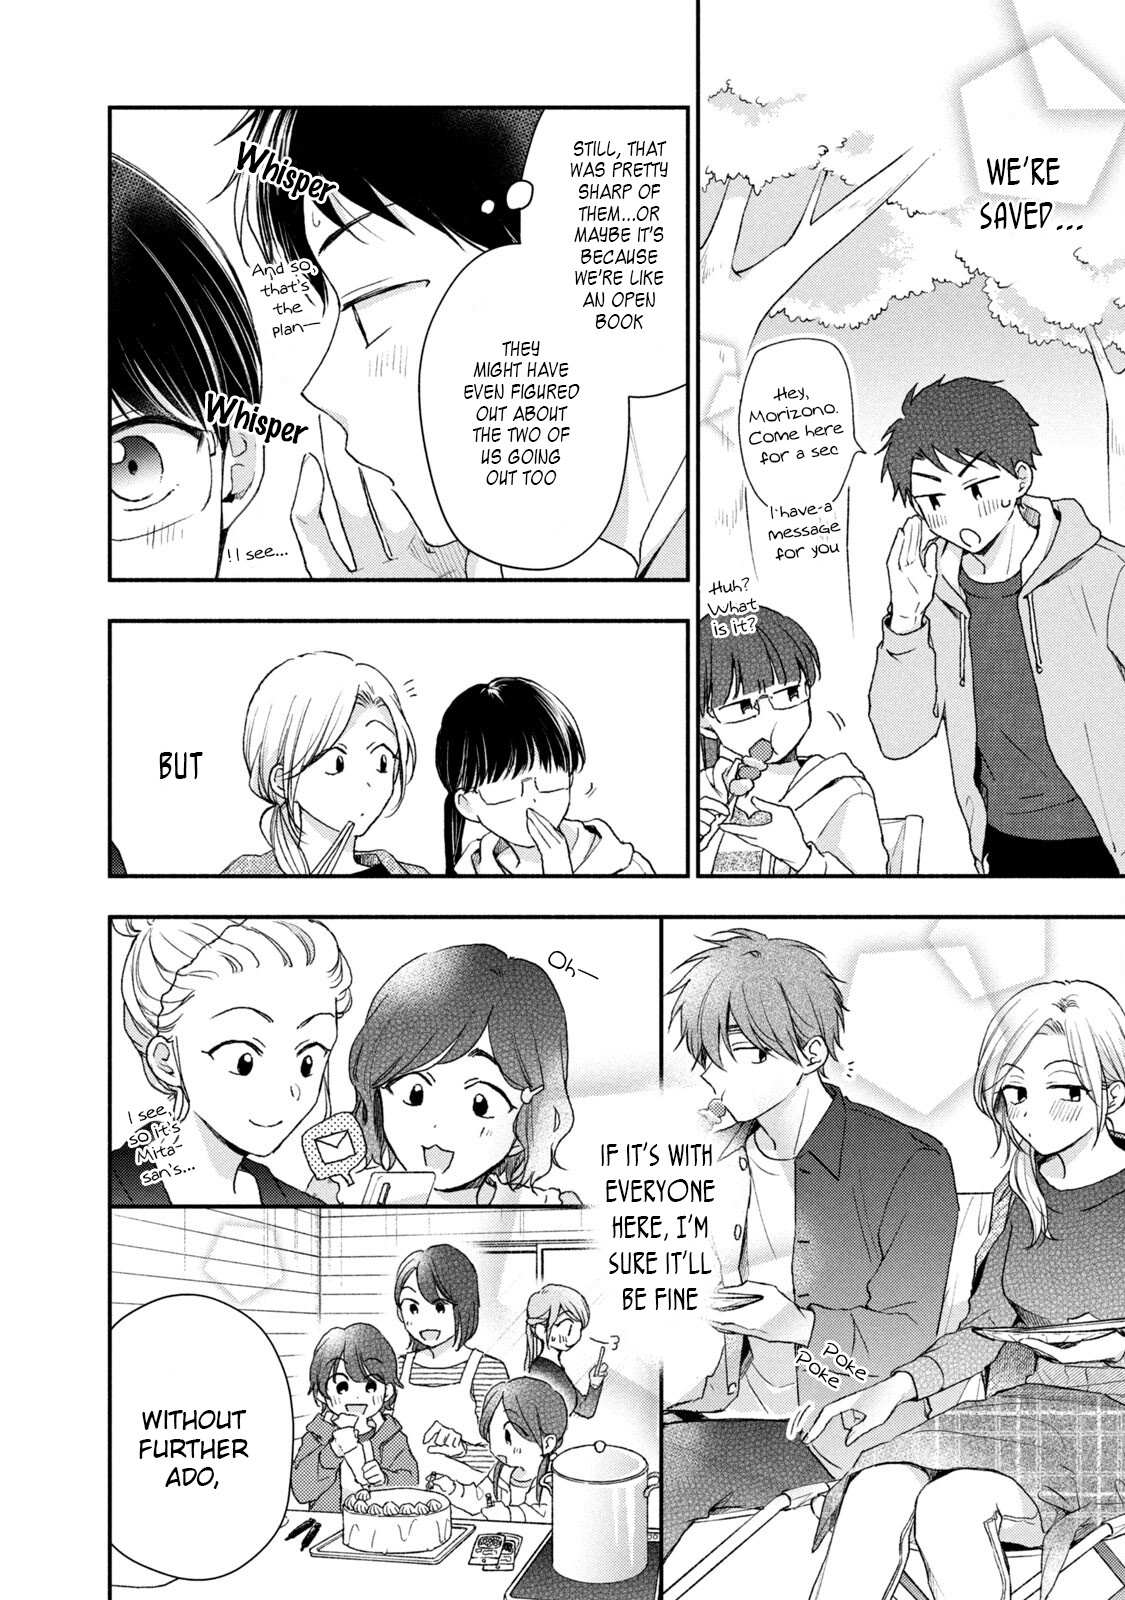 WE'RE
SAVED...
Hey,
Morizono.
Come here
for a sec
I have a
message
for you
Huh?
What
is it?
STILL, THAT
WAS PRETTY
SHARP OF
THEM...OR
MAYBE IT'S
BECAUSE
WE'RE LIKE
AN OPEN
BOOK
THEY
MIGHT HAVE
EVEN FIGURED
OUT ABOUT
THE TWO OF
US GOING
OUT TOO
Whisper
And so,
that's
the
plan—
Whisper
! I see...
BUT
IF IT'S WITH
EVERYONE
HERE, I'M
SURE IT'LL
BE FINE
Poke-
Poke
Oh—
I see,
so it's
Mita-
san's...
WITHOUT
FURTHER
ADO,